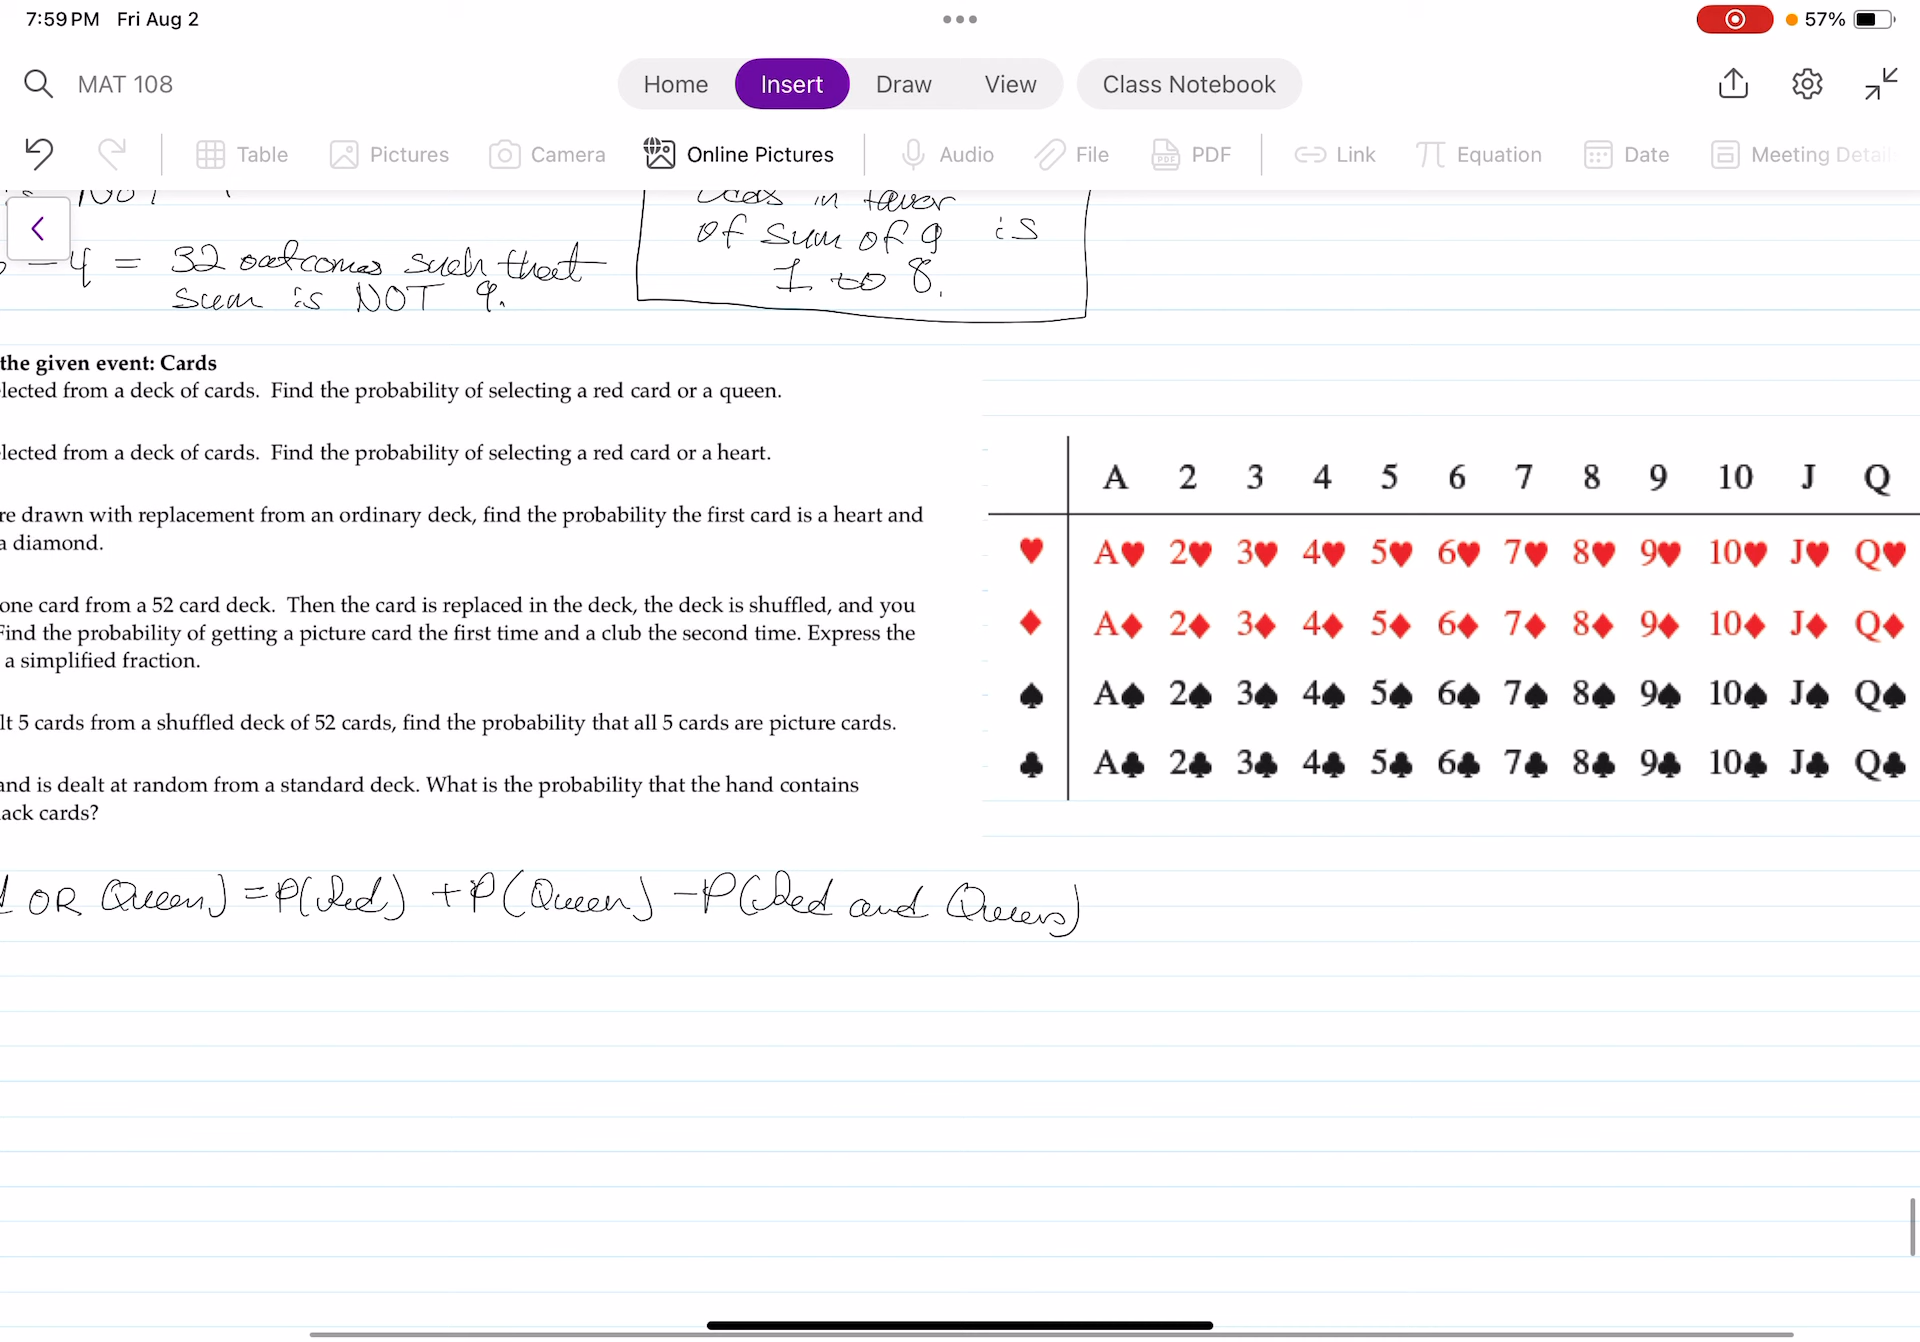 7:59 PM Fri Aug 2
57%
MAT 108
Home Insert Draw View Class Notebook
Table Pictures Camera Online Pictures Audio File PDF Link Equation Date Meeting Detail
NOT
Odds in favor
of sum of 9 is
1 to 8.
-4 = 32 outcomes such that
sum is NOT 9.
the given event: Cards
lected from a deck of cards. Find the probability of selecting a red card or a queen.
lected from a deck of cards. Find the probability of selecting a red card or a heart.
re drawn with replacement from an ordinary deck, find the probability the first card is a heart and
a diamond.
one card from a 52 card deck. Then the card is replaced in the deck, the deck is shuffled, and you
Find the probability of getting a picture card the first time and a club the second time. Express the
a simplified fraction.
lt 5 cards from a shuffled deck of 52 cards, find the probability that all 5 cards are picture cards.
and is dealt at random from a standard deck. What is the probability that the hand contains
ack cards?
A 2 3 4 5 6 7 8 9 10 J Q
♥ A♥ 2♥ 3♥ 4♥ 5♥ 6♥ 7♥ 8♥ 9♥ 10♥ J♥ Q♥
♦ A♦ 2♦ 3♦ 4♦ 5♦ 6♦ 7♦ 8♦ 9♦ 10♦ J♦ Q♦
♠ A♠ 2♠ 3♠ 4♠ 5♠ 6♠ 7♠ 8♠ 9♠ 10♠ J♠ Q♠
♣ A♣ 2♣ 3♣ 4♣ 5♣ 6♣ 7♣ 8♣ 9♣ 10♣ J♣ Q♣
d OR Queen) = P(Red) + P(Queen) - P(Red and Queens)